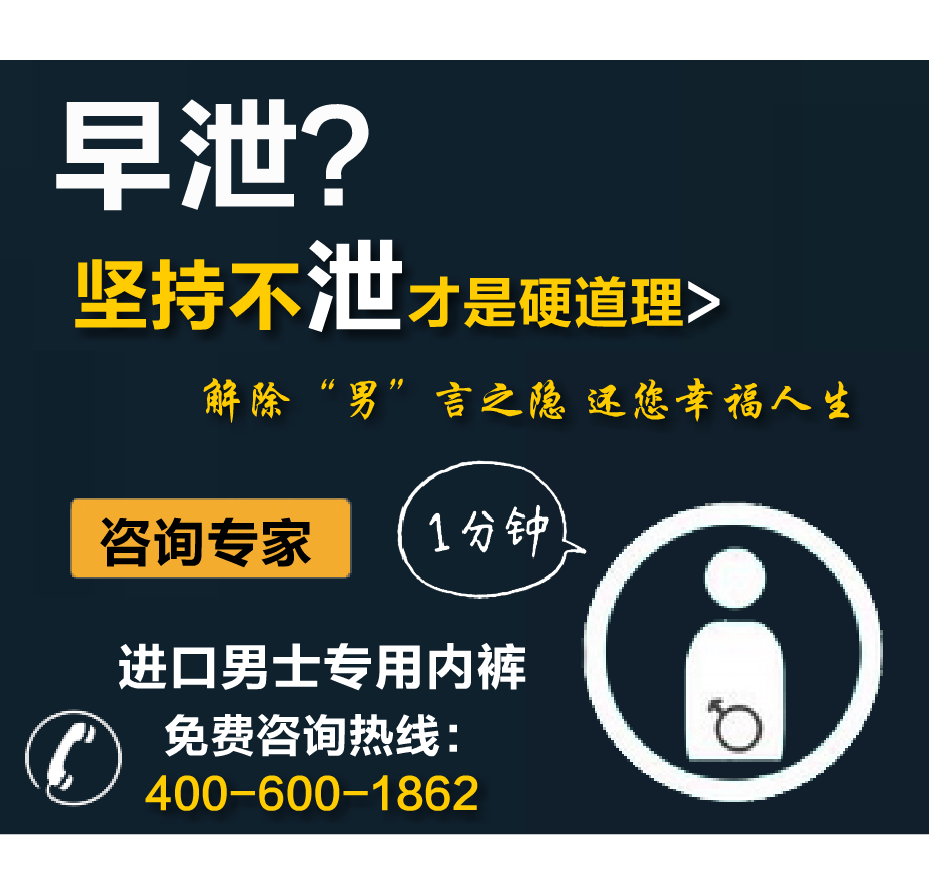 早泄?
坚持不泄才是硬道理>
解除“男”言之隐 还您幸福人生
咨询专家
1分钟
进口男士专用内裤
免费咨询热线：
400-600-1862